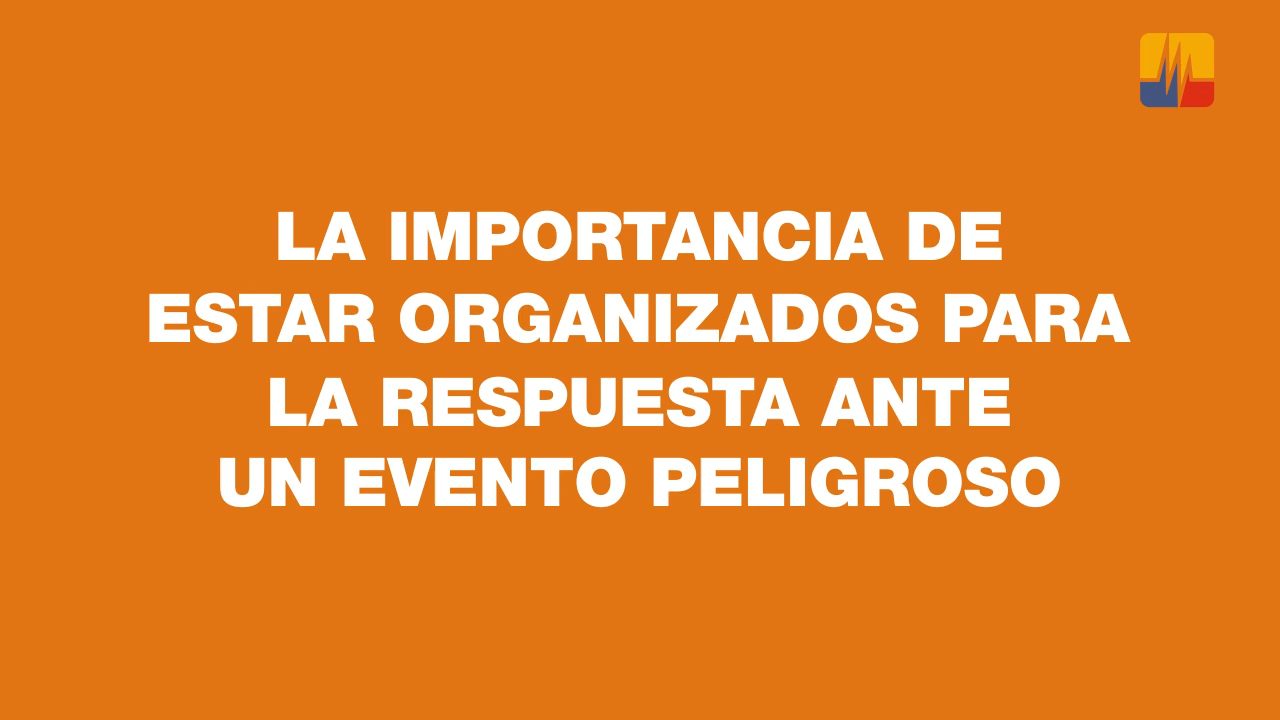 LA IMPORTANCIA DE
ESTAR ORGANIZADOS PARA
LA RESPUESTA ANTE
UN EVENTO PELIGROSO